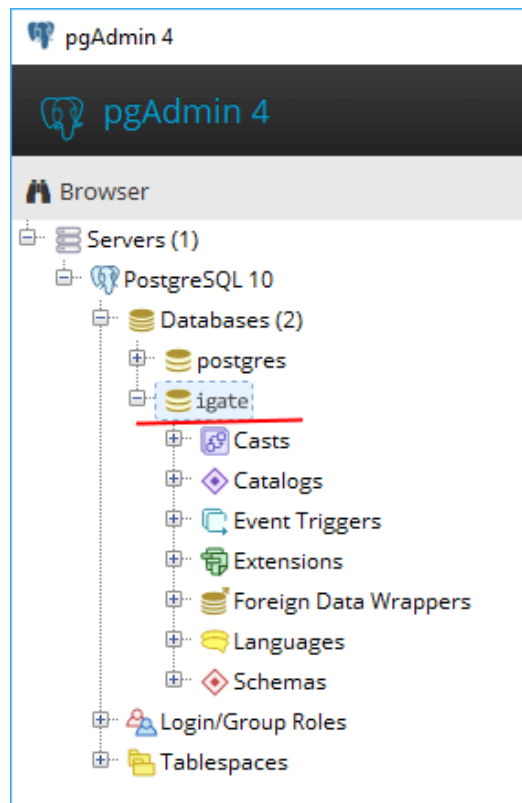 pgAdmin 4
pgAdmin 4
Browser
Servers (1)
PostgreSQL 10
Databases (2)
postgres
igate
Casts
Catalogs
Event Triggers
Extensions
Foreign Data Wrappers
Languages
Schemas
Login/Group Roles
Tablespaces